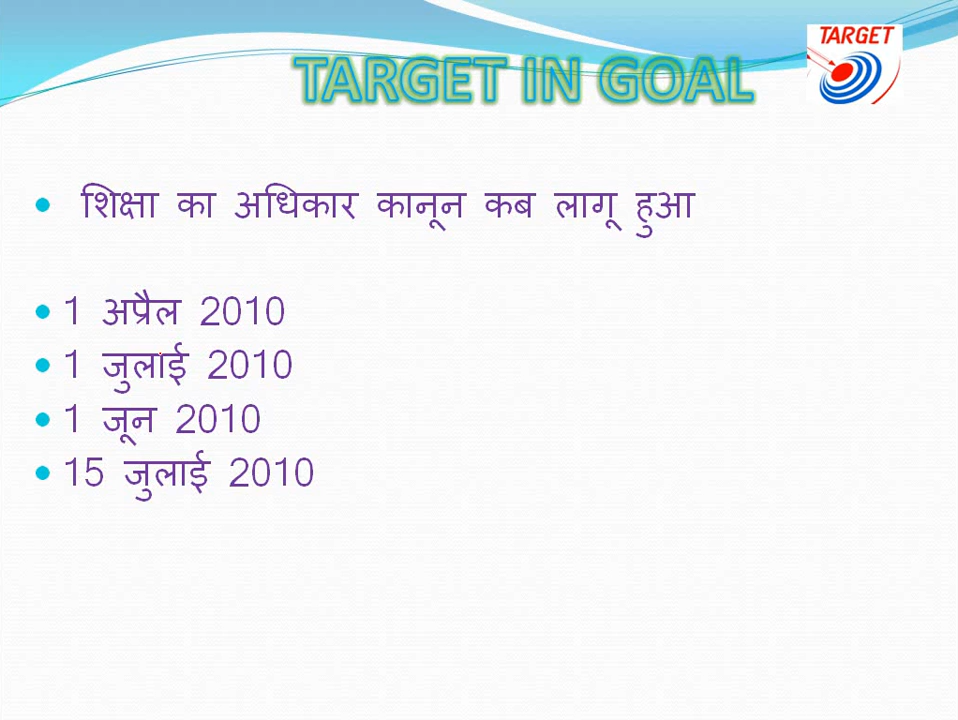 TARGET IN GOAL
TARGET
शिक्षा का अधिकार कानून कब लागू हुआ
1 अप्रैल 2010
1 जुलाई 2010
1 जून 2010
15 जुलाई 2010